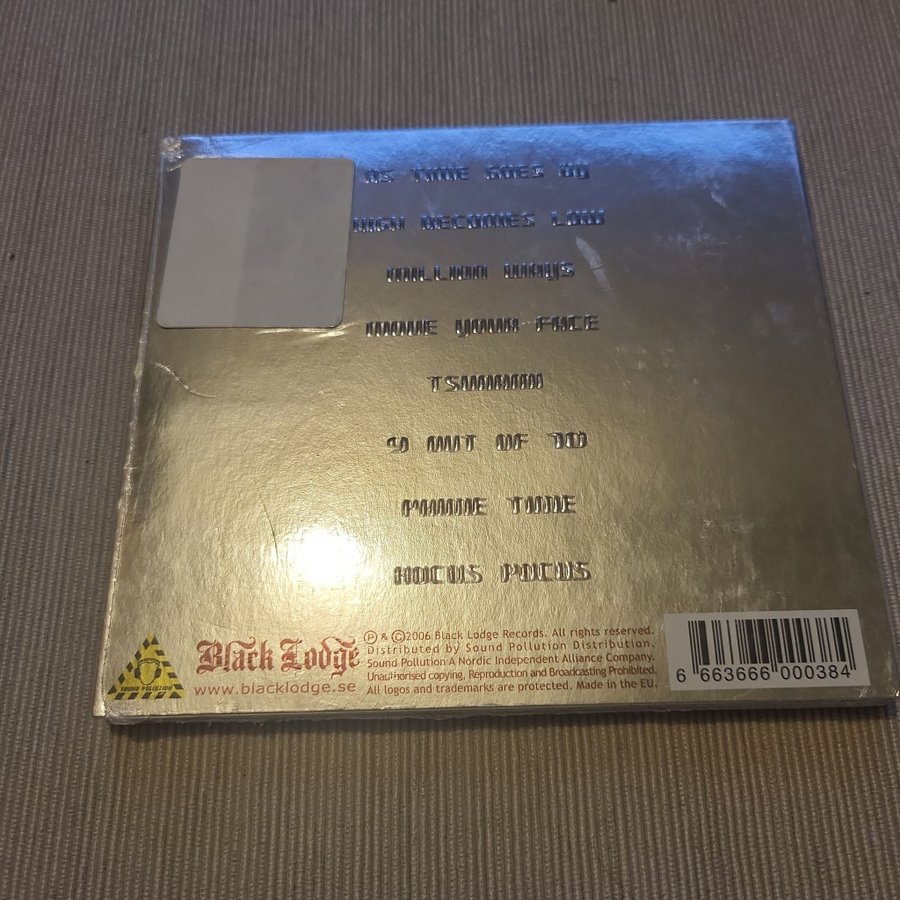 AS TIME GOES BY
HIGH BECOMES LOW
MILLION WAYS
MOVE YOUR FACE
TSUNAMI
9 OUT OF 10
PRIME TIME
HOCUS POCUS
SOUND POLLUTION
Black Lodge
www.blacklodge.se
℗ & ©2006 Black Lodge Records. All rights reserved.
Distributed by Sound Pollution Distribution.
Sound Pollution A Nordic Independent Alliance Company.
Unauthorised copying, Reproduction and Broadcasting Prohibited.
All logos and trademarks are protected. Made in the EU.
6 663666 000384